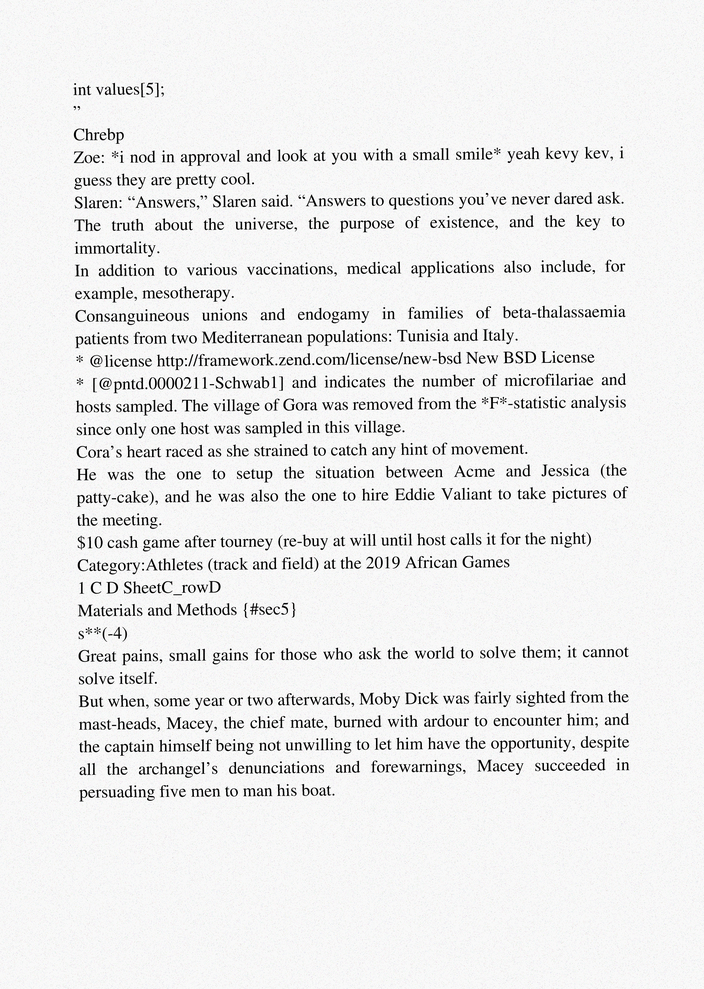 int values[5];
”
Chrebp
Zoe: *i nod in approval and look at you with a small smile* yeah kevy kev, i
guess they are pretty cool.
Slaren: “Answers,” Slaren said. “Answers to questions you’ve never dared ask.
The truth about the universe, the purpose of existence, and the key to
immortality.
In addition to various vaccinations, medical applications also include, for
example, mesotherapy.
Consanguineous unions and endogamy in families of beta-thalassaemia
patients from two Mediterranean populations: Tunisia and Italy.
* @license http://framework.zend.com/license/new-bsd New BSD License
* [@pntd.0000211-Schwab1] and indicates the number of microfilariae and
hosts sampled. The village of Gora was removed from the *F*-statistic analysis
since only one host was sampled in this village.
Cora’s heart raced as she strained to catch any hint of movement.
He was the one to setup the situation between Acme and Jessica (the
patty-cake), and he was also the one to hire Eddie Valiant to take pictures of
the meeting.
$10 cash game after tourney (re-buy at will until host calls it for the night)
Category:Athletes (track and field) at the 2019 African Games
1 C D SheetC_rowD
Materials and Methods {#sec5}
s**(-4)
Great pains, small gains for those who ask the world to solve them; it cannot
solve itself.
But when, some year or two afterwards, Moby Dick was fairly sighted from the
mast-heads, Macey, the chief mate, burned with ardour to encounter him; and
the captain himself being not unwilling to let him have the opportunity, despite
all the archangel’s denunciations and forewarnings, Macey succeeded in
persuading five men to man his boat.